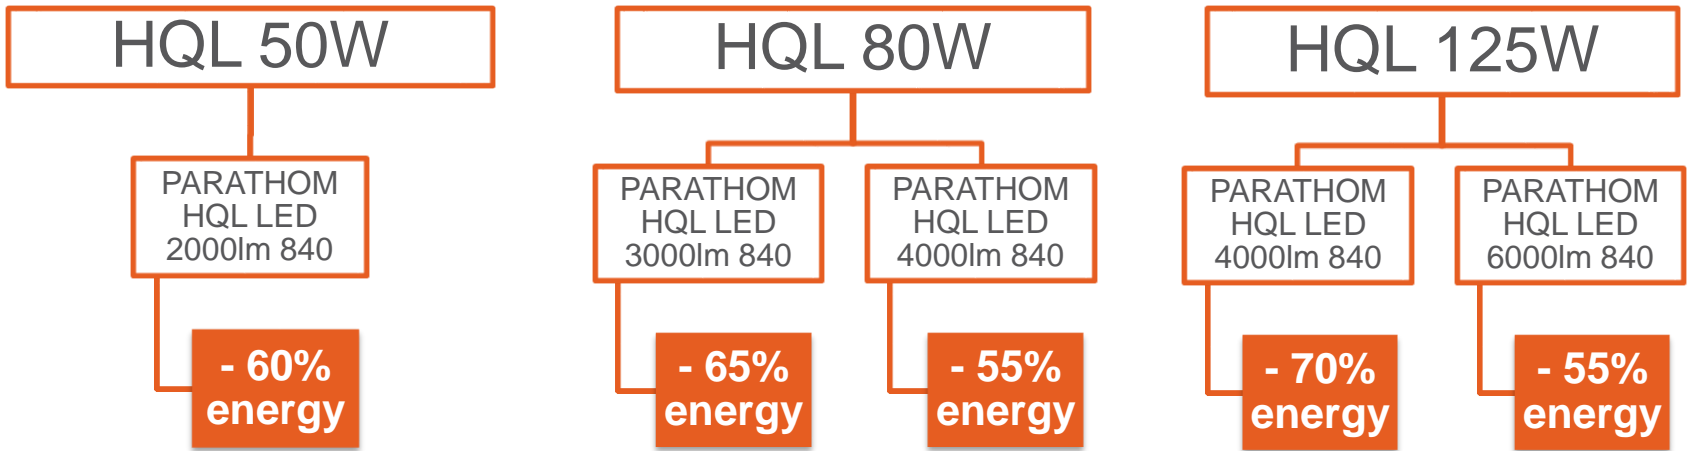 HQL 50W
PARATHOM
HQL LED
2000lm 840
- 60%
energy
HQL 80W
PARATHOM
HQL LED
3000lm 840
- 65%
energy
PARATHOM
HQL LED
4000lm 840
- 55%
energy
HQL 125W
PARATHOM
HQL LED
4000lm 840
- 70%
energy
PARATHOM
HQL LED
6000lm 840
- 55%
energy